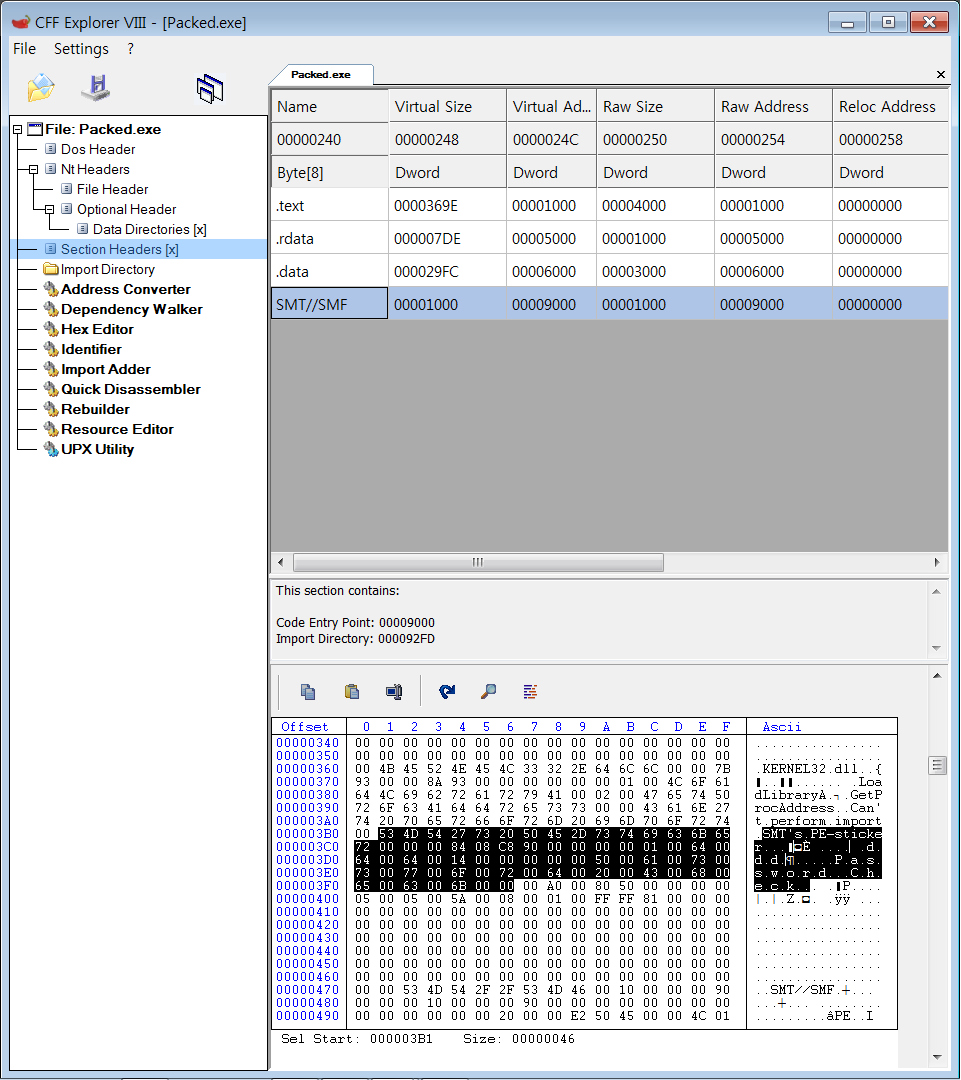 CFF Explorer VIII - [Packed.exe]
File Settings ?
Packed.exe
File: Packed.exe
Dos Header
Nt Headers
File Header
Optional Header
Data Directories [x]
Section Headers [x]
Import Directory
Address Converter
Dependency Walker
Hex Editor
Identifier
Import Adder
Quick Disassembler
Rebuilder
Resource Editor
UPX Utility
Name Virtual Size Virtual Ad... Raw Size Raw Address Reloc Address
00000240 00000248 0000024C 00000250 00000254 00000258
Byte[8] Dword Dword Dword Dword Dword
.text 0000369E 00001000 00004000 00001000 00000000
.rdata 000007DE 00005000 00001000 00005000 00000000
.data 000029FC 00006000 00003000 00006000 00000000
SMT//SMF 00001000 00009000 00001000 00009000 00000000
This section contains:
Code Entry Point: 00009000
Import Directory: 000092FD
Offset 0 1 2 3 4 5 6 7 8 9 A B C D E F Ascii
00000340 00 00 00 00 00 00 00 00 00 00 00 00 00 00 00 00 ................
00000350 00 00 00 00 00 00 00 00 00 00 00 00 00 00 00 00 ................
00000360 00 4B 45 52 4E 45 4C 33 32 2E 64 6C 6C 00 00 7B .KERNEL32.dll..{
00000370 93 00 00 8A 93 00 00 00 00 00 00 00 01 00 4C 6F 61 ...Loa
00000380 64 4C 69 62 72 61 72 79 41 00 02 00 47 65 74 50 dLibraryA.┐GetP
00000390 72 6F 63 41 64 64 72 65 73 73 00 00 43 61 6E 27 rocAddress..Can'
000003A0 74 20 70 65 72 66 6F 72 6D 20 69 6D 70 6F 72 74 t.perform.import
000003B0 00 53 4D 54 27 73 20 50 45 2D 73 74 69 63 6B 65 .SMT's.PE-sticke
000003C0 72 00 00 00 84 08 C8 90 00 00 00 00 01 00 64 00 r...◘È....d.
000003D0 64 00 64 00 14 00 00 00 00 00 50 00 61 00 73 00 d.d.¶.....P.a.s.
000003E0 73 00 77 00 6F 00 72 00 64 00 20 00 43 00 68 00 s.w.o.r.d...C.h.
000003F0 65 00 63 00 6B 00 00 00 A0 00 80 50 00 00 00 00 e.c.k... .P....
00000400 05 00 05 00 5A 00 08 00 01 00 FF FF 81 00 00 00 |.|.Z.◘. .ÿÿ...
00000410 00 00 00 00 00 00 00 00 00 00 00 00 00 00 00 00 ................
00000420 00 00 00 00 00 00 00 00 00 00 00 00 00 00 00 00 ................
00000430 00 00 00 00 00 00 00 00 00 00 00 00 00 00 00 00 ................
00000440 00 00 00 00 00 00 00 00 00 00 00 00 00 00 00 00 ................
00000450 00 00 00 00 00 00 00 00 00 00 00 00 00 00 00 00 ................
00000460 00 00 00 00 00 00 00 00 00 00 00 00 00 00 00 00 ................
00000470 00 00 53 4D 54 2F 2F 53 4D 46 00 10 00 00 00 90 ..SMT//SMF.+...
00000480 00 00 00 10 00 00 00 90 00 00 00 00 00 00 00 00 ...+............
00000490 00 00 00 00 00 00 20 00 00 E2 50 45 00 00 4C 01 .........âPE..I
Sel Start: 000003B1 Size: 00000046